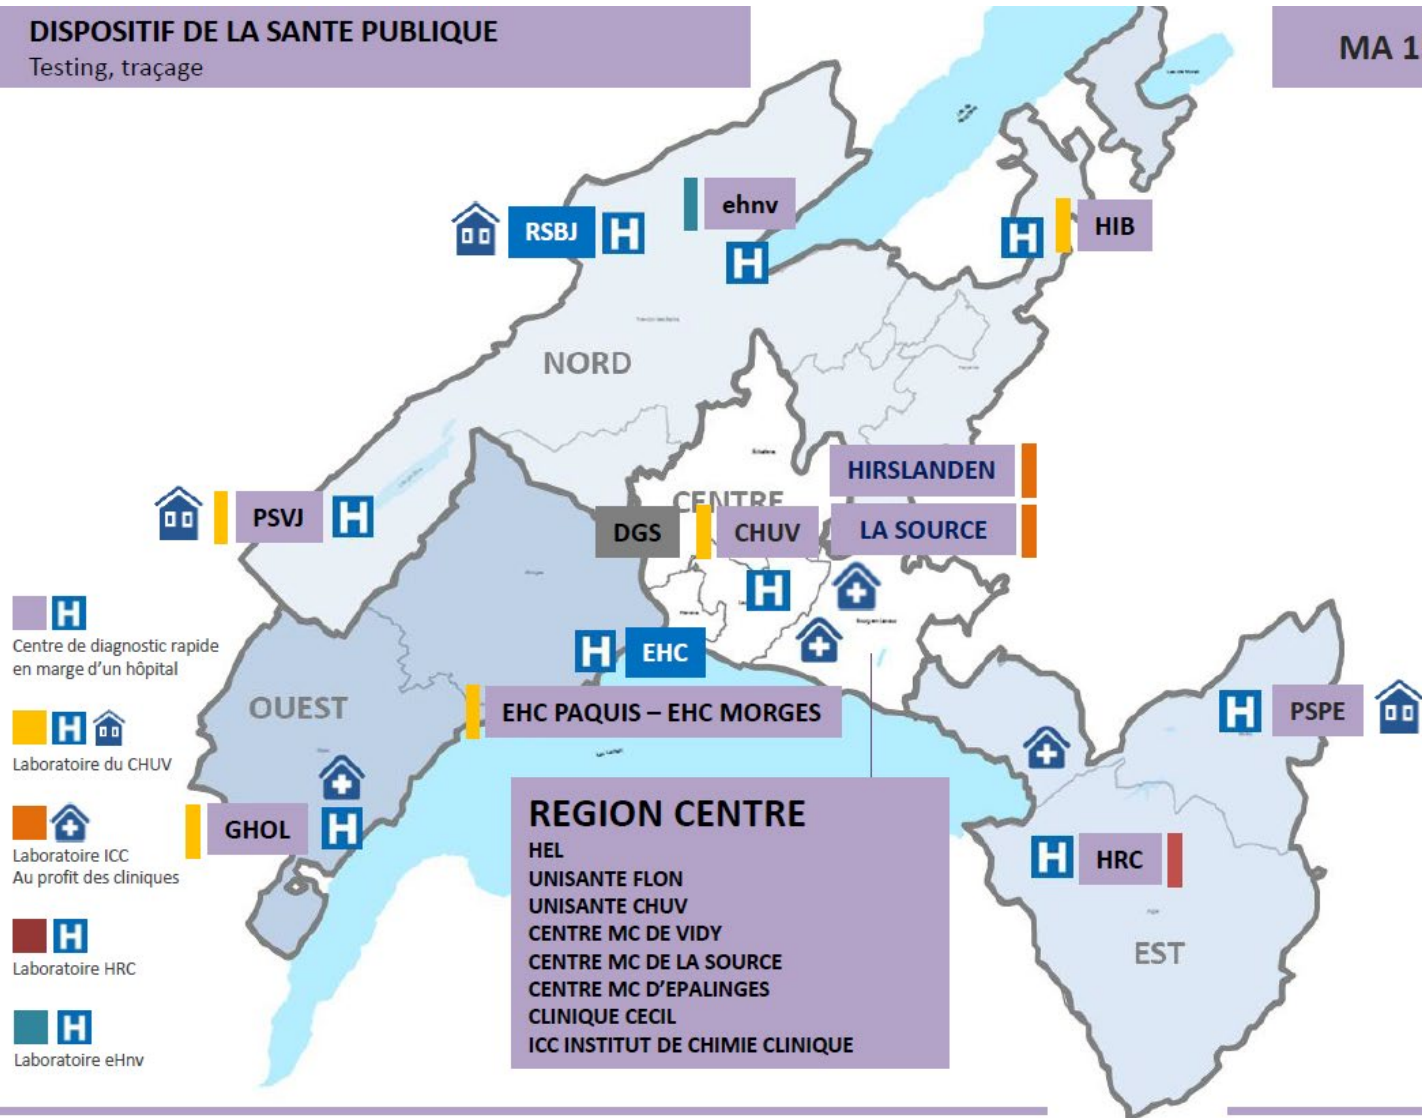 DISPOSITIF DE LA SANTE PUBLIQUE
Testing, traçage
MA 1
ehnv
RSBJ
H
H
H
HIB
NORD
HIRSLANDEN
CENTRE
PSVJ
H
DGS
CHUV
LA SOURCE
H
H
Centre de diagnostic rapide
en marge d'un hôpital
H
EHC
OUEST
EHC PAQUIS – EHC MORGES
H
PSPE
H
Laboratoire du CHUV
GHOL
H
Laboratoire ICC
Au profit des cliniques
REGION CENTRE
HEL
UNISANTE FLON
UNISANTE CHUV
CENTRE MC DE VIDY
CENTRE MC DE LA SOURCE
CENTRE MC D'EPALINGES
CLINIQUE CECIL
ICC INSTITUT DE CHIMIE CLINIQUE
H
HRC
EST
H
Laboratoire HRC
H
Laboratoire eHnv